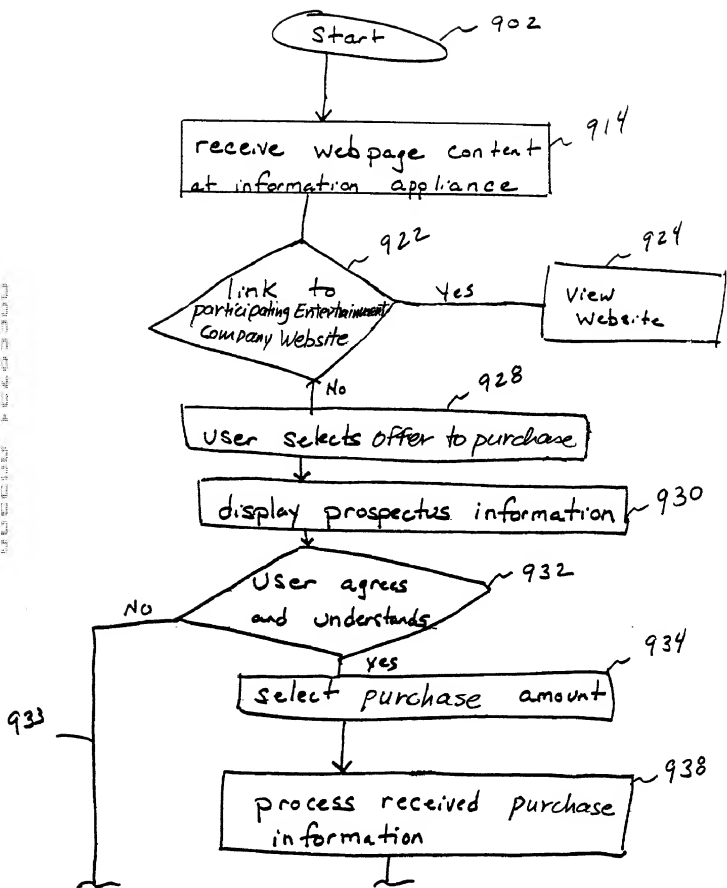 Start
902
receive webpage content
at information appliance
914
922
link to
participating Entertainment
Company Website
Yes
924
View
Website
No
928
User selects offer to purchase
display prospectus information
930
932
User agrees
and understands
No
yes
934
select purchase amount
933
938
process received purchase
information